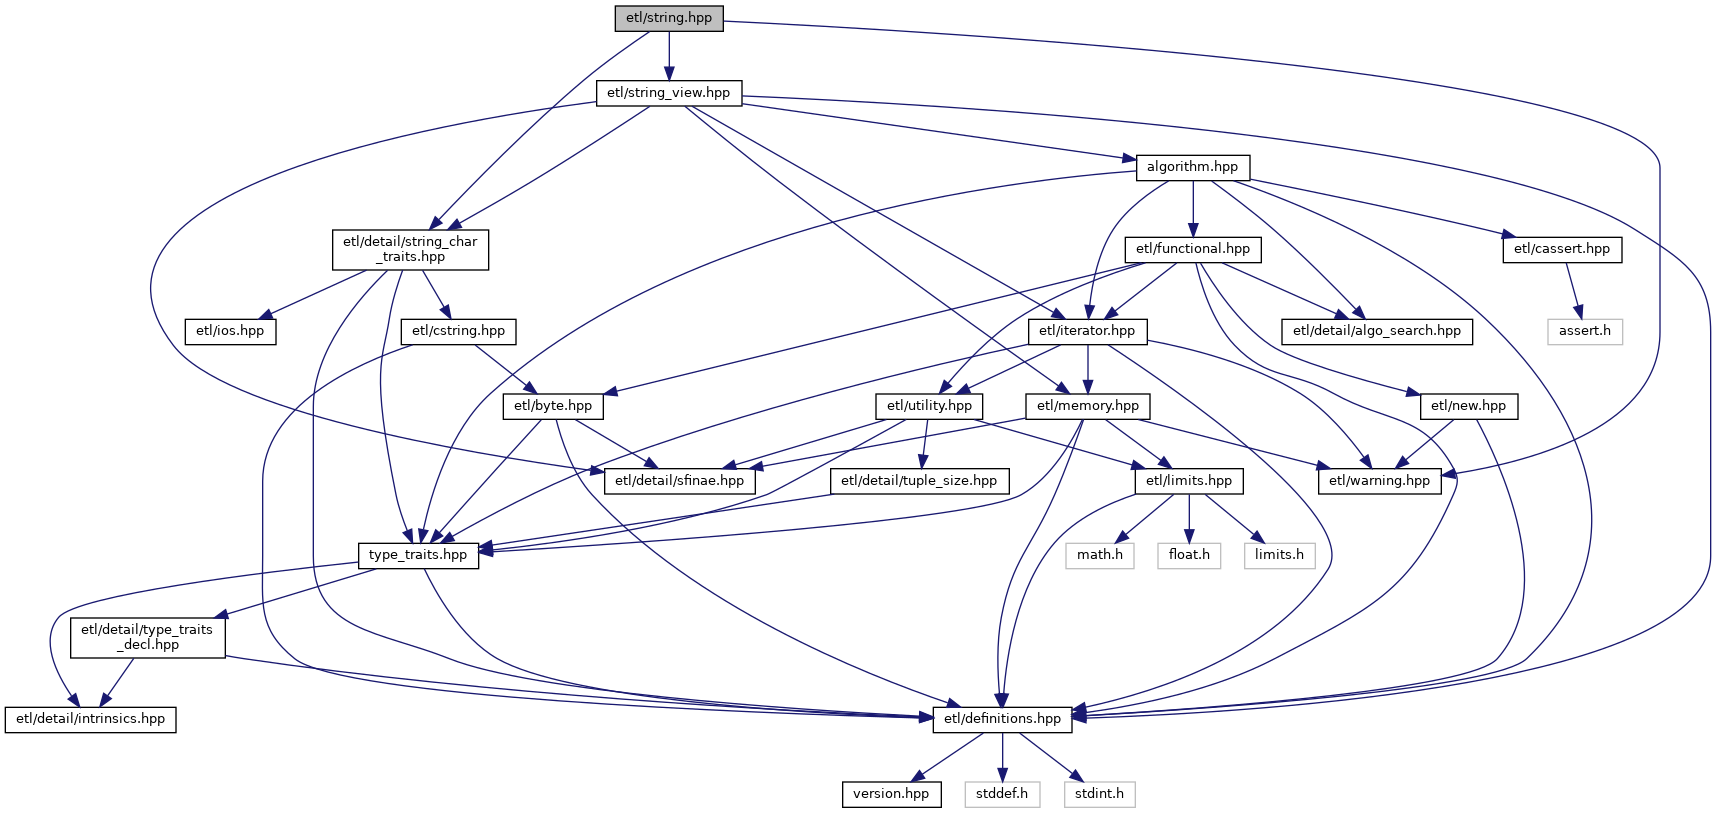 etl/string.hpp
etl/string_view.hpp
algorithm.hpp
etl/detail/string_char
_traits.hpp
etl/functional.hpp
etl/cassert.hpp
etl/ios.hpp
etl/cstring.hpp
etl/iterator.hpp
etl/detail/algo_search.hpp
assert.h
etl/byte.hpp
etl/utility.hpp
etl/memory.hpp
etl/new.hpp
etl/detail/sfinae.hpp
etl/detail/tuple_size.hpp
etl/limits.hpp
etl/warning.hpp
type_traits.hpp
math.h
float.h
limits.h
etl/detail/type_traits
_decl.hpp
etl/detail/intrinsics.hpp
etl/definitions.hpp
version.hpp
stddef.h
stdint.h